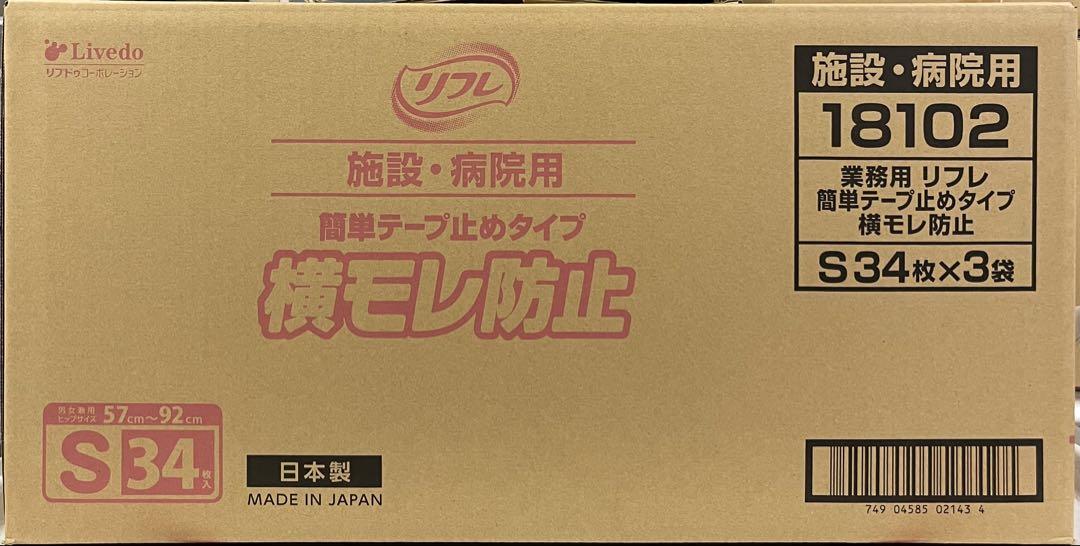 Livedo
リブドゥコーポレーション
リフレ
施設・病院用
簡単テープ止めタイプ
横モレ防止
施設・病院用
18102
業務用 リフレ
簡単テープ止めタイプ
横モレ防止
S34枚×3袋
男女兼用
ヒップサイズ 57cm～92cm
S 34枚入
日本製
MADE IN JAPAN
749 04585 02143 4